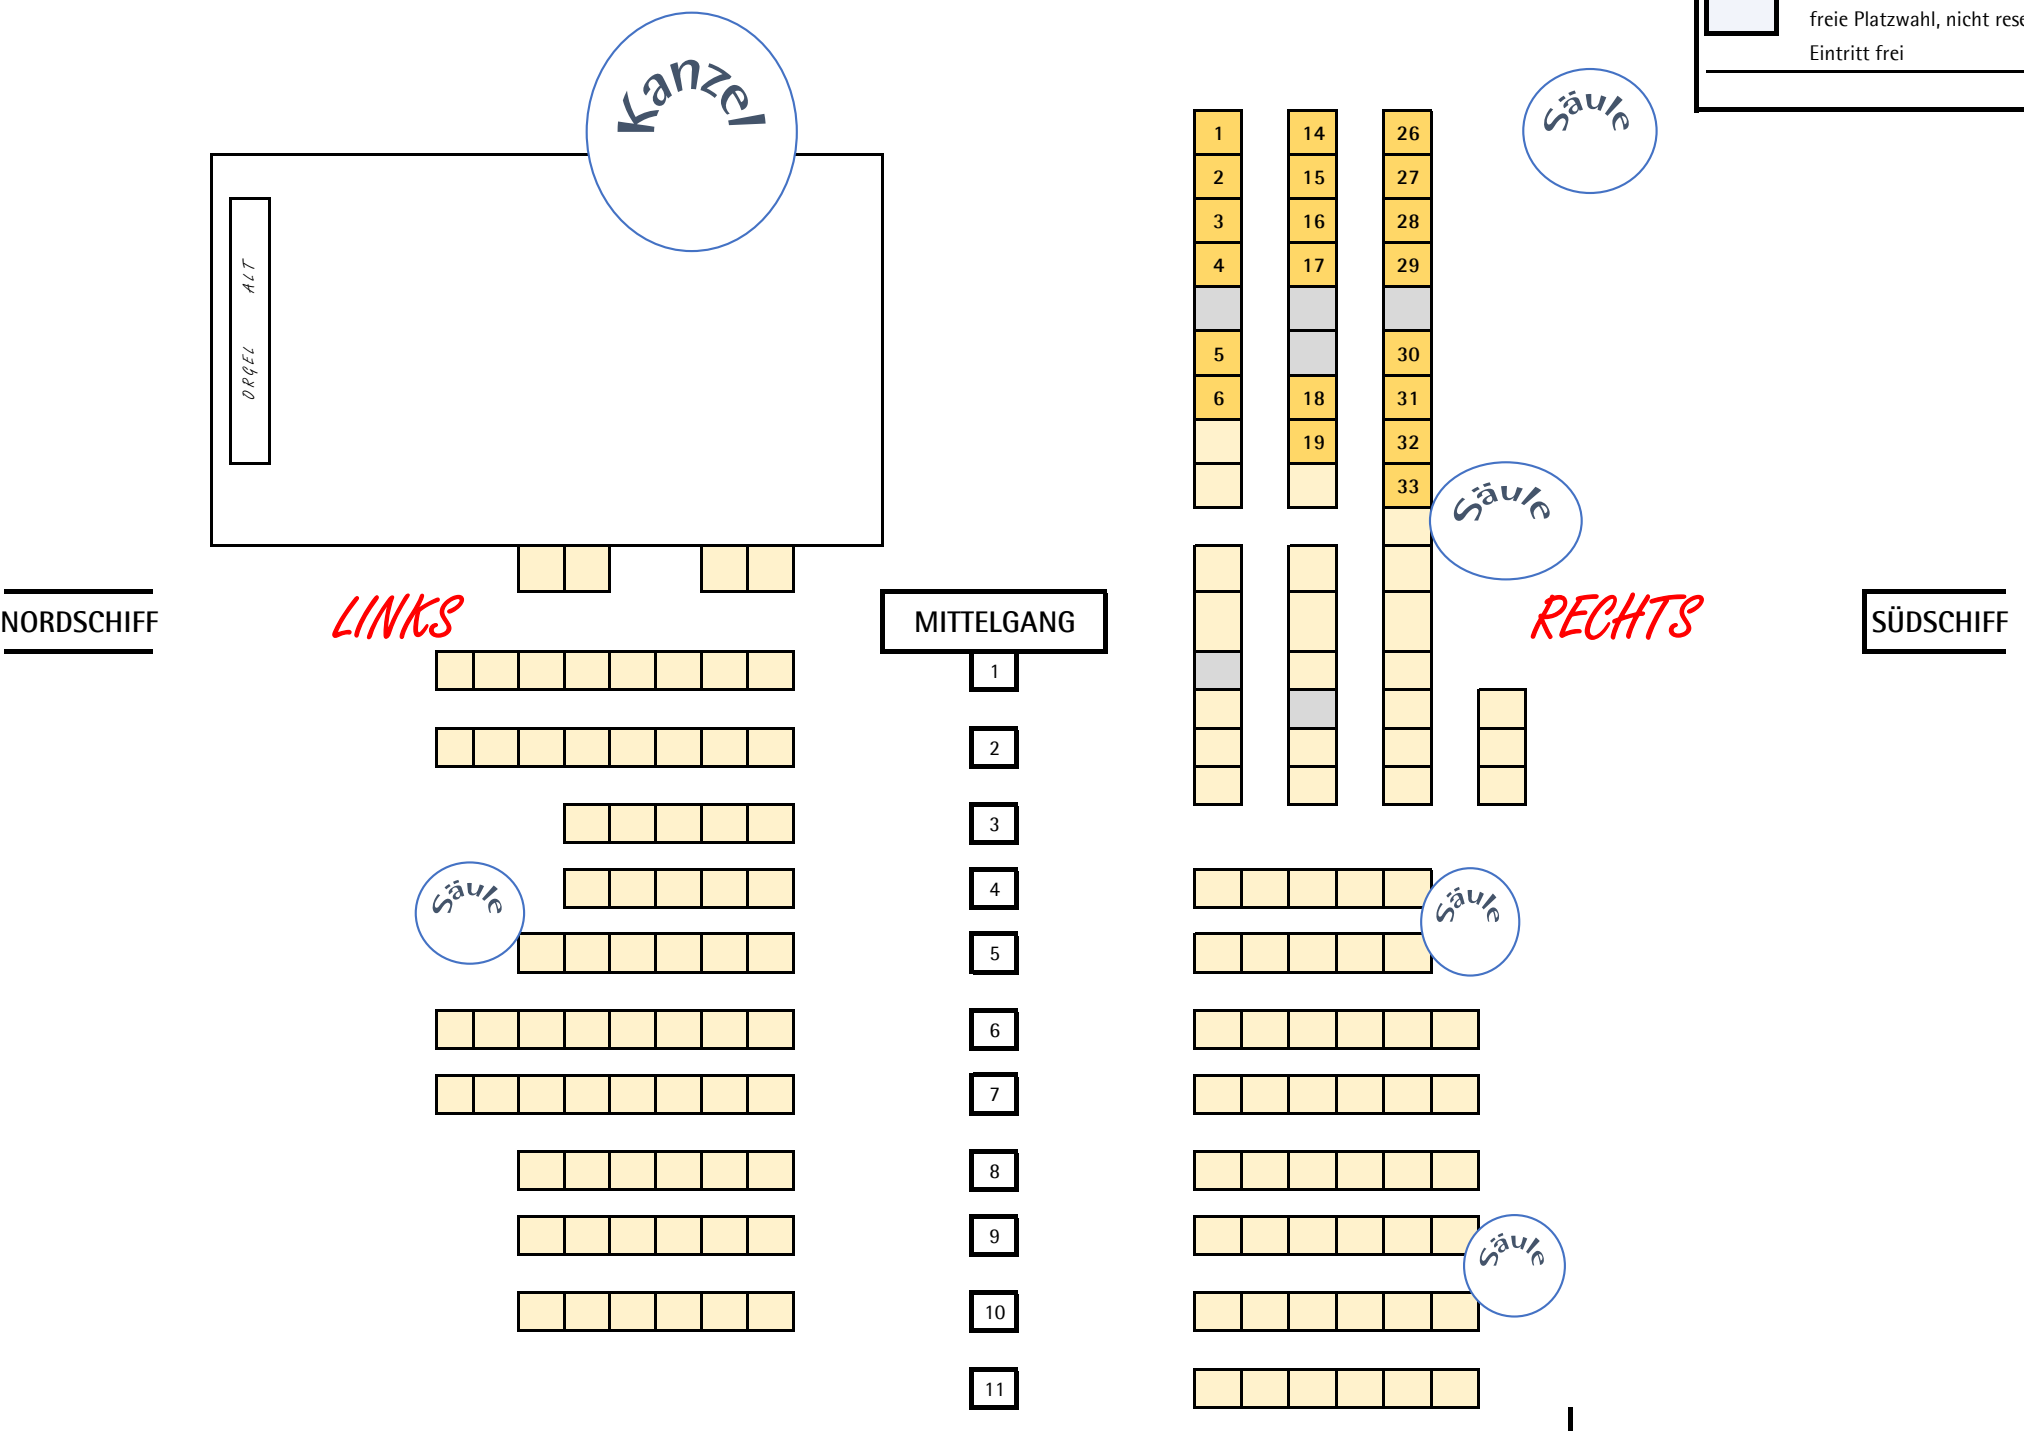 freie Platzwahl, nicht
Eintritt frei
Kanzel
Säule
1 14 26
2 15 27
3 16 28
4 17 29
ORGEL ALT
5 30
6 18 31
19 32
33
Säule
NORDSCHIFF LINKS MITTELGANG RECHTS SÜDSCHIFF
1
2
3
4
Säule
Säule
5
6
7
8
9
Säule
10
11